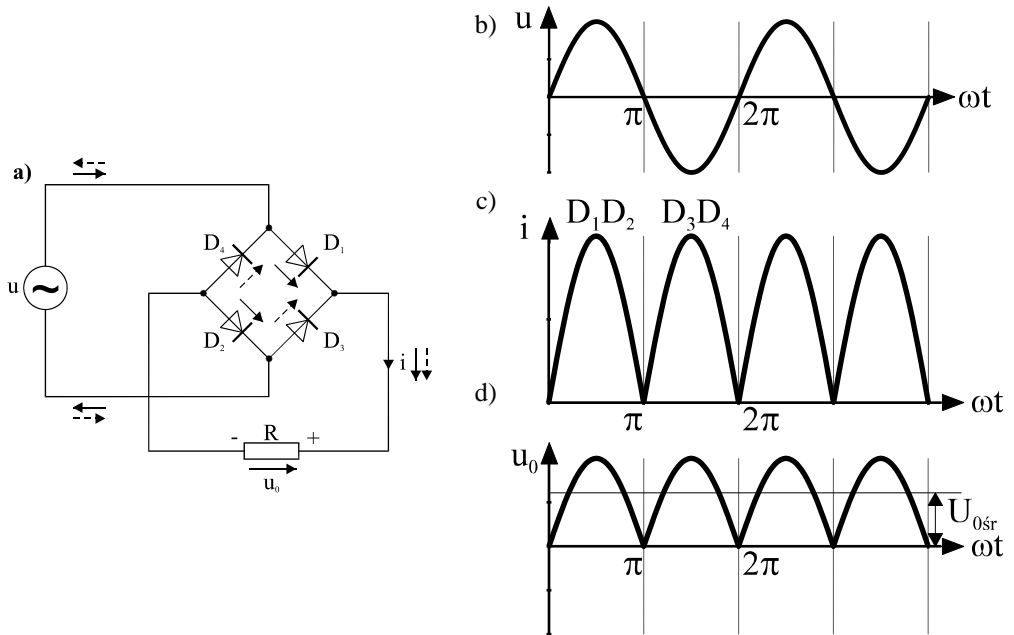 a)
u
~
D₄
D₁
D₂
D₃
i
- R +
u₀
b)
u
π
2π
ωt
c)
i
D₁D₂
D₃D₄
π
2π
ωt
d)
u₀
U₀śr
π
2π
ωt